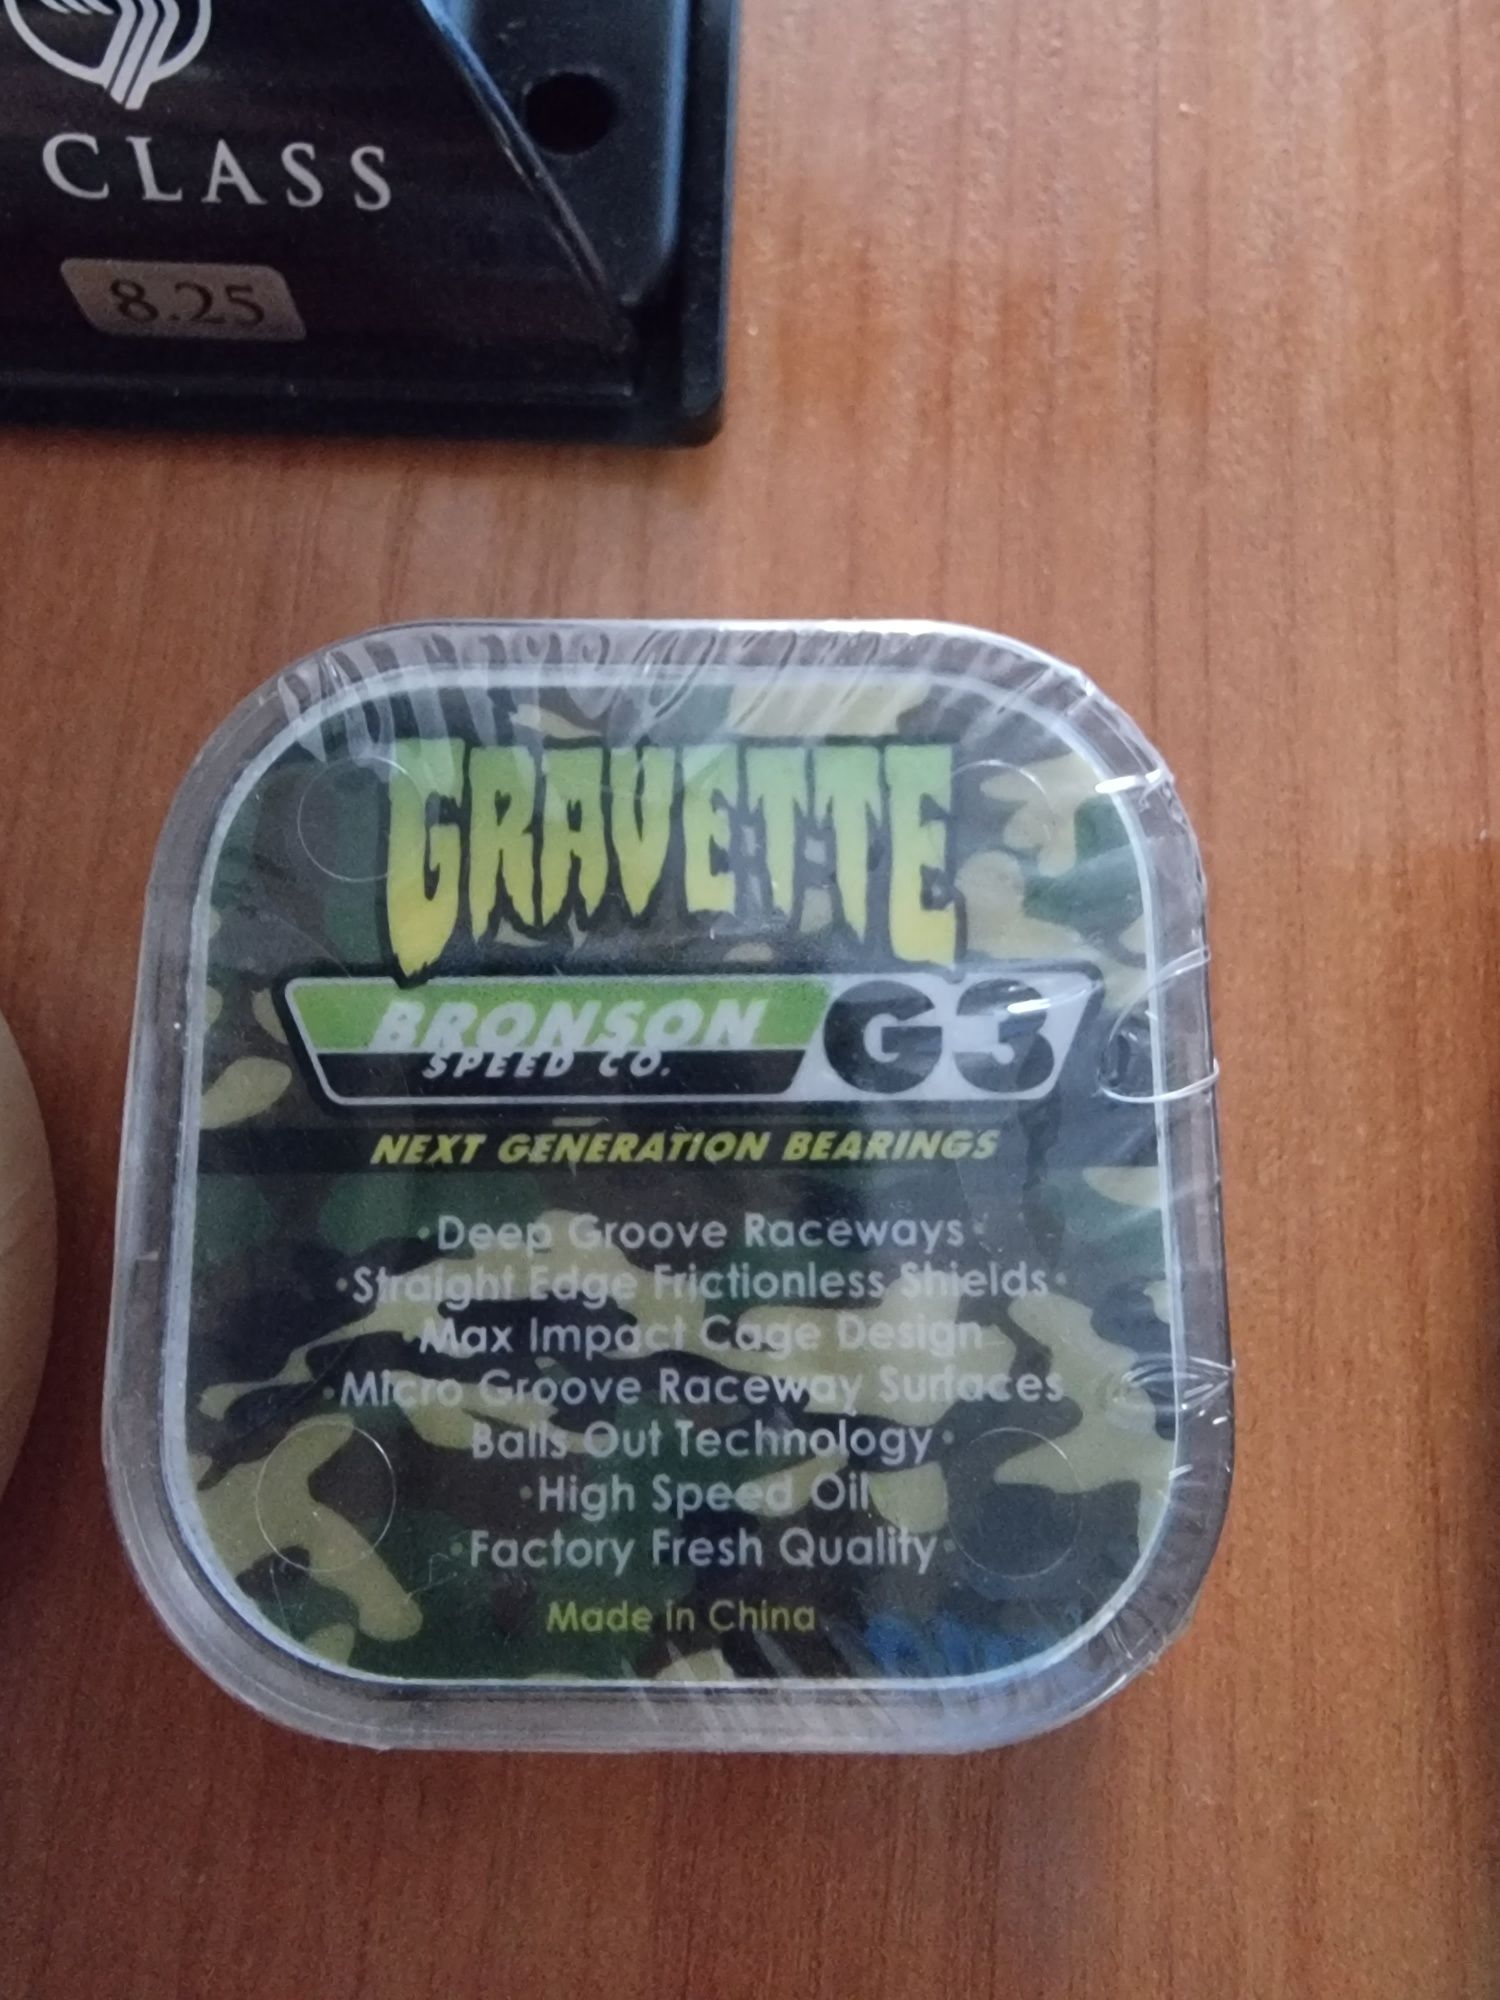 CLASS
8.25
GRAVETTE
BRONSON G3
SPEED CO.
NEXT GENERATION BEARINGS
•Deep Groove Raceways•
•Straight Edge Frictionless Shields•
•Max Impact Cage Design
•Micro Groove Raceway Surfaces
Balls Out Technology•
•High Speed Oil
•Factory Fresh Quality•
Made in China